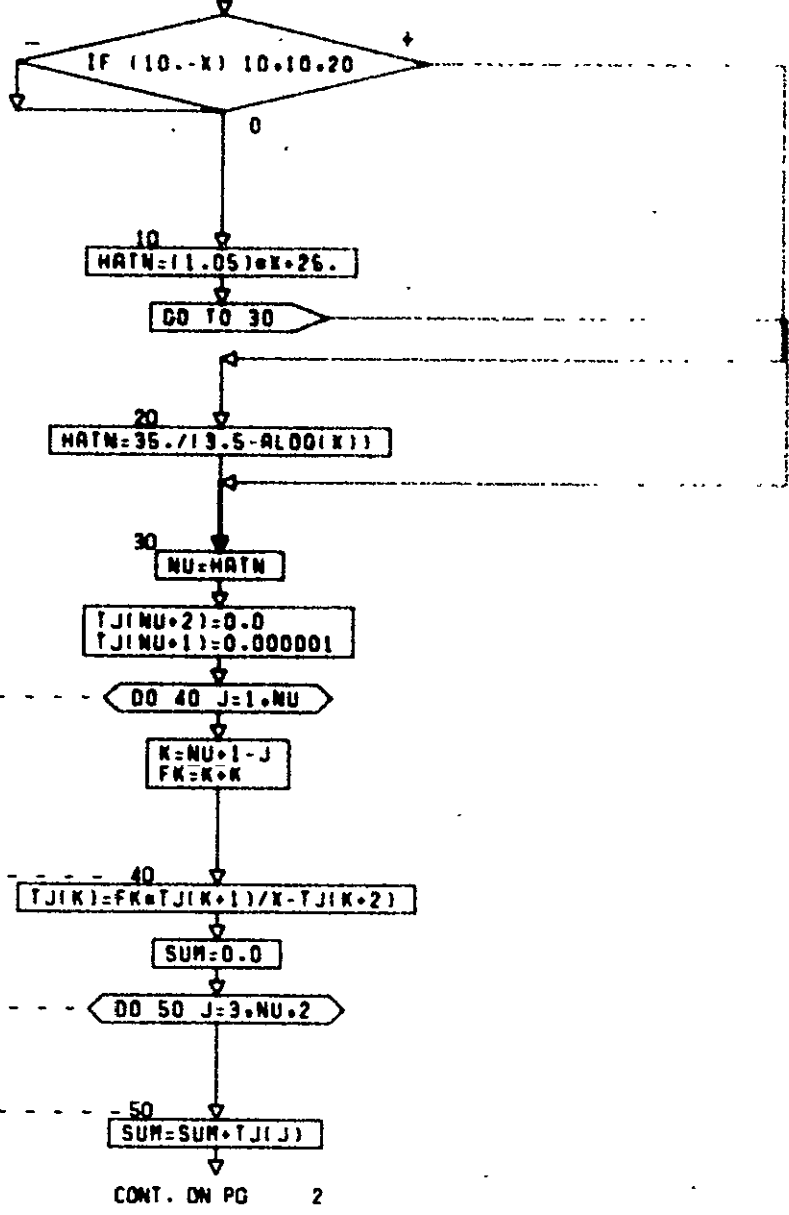 -
+
IF (10.-X) 10,10,20
0
10
HATN=(1.05)*X+26.
GO TO 30
20
HATN=35./(3.5-ALOG(X))
30
NU=HATN
TJ(NU+2)=0.0
TJ(NU+1)=0.000001
DO 40 J=1,NU
K=NU+1-J
FK=K+K
40
TJ(K)=FK*TJ(K+1)/X-TJ(K+2)
SUM=0.0
DO 50 J=3,NU,2
50
SUM=SUM+TJ(J)
CONT. ON PG 2